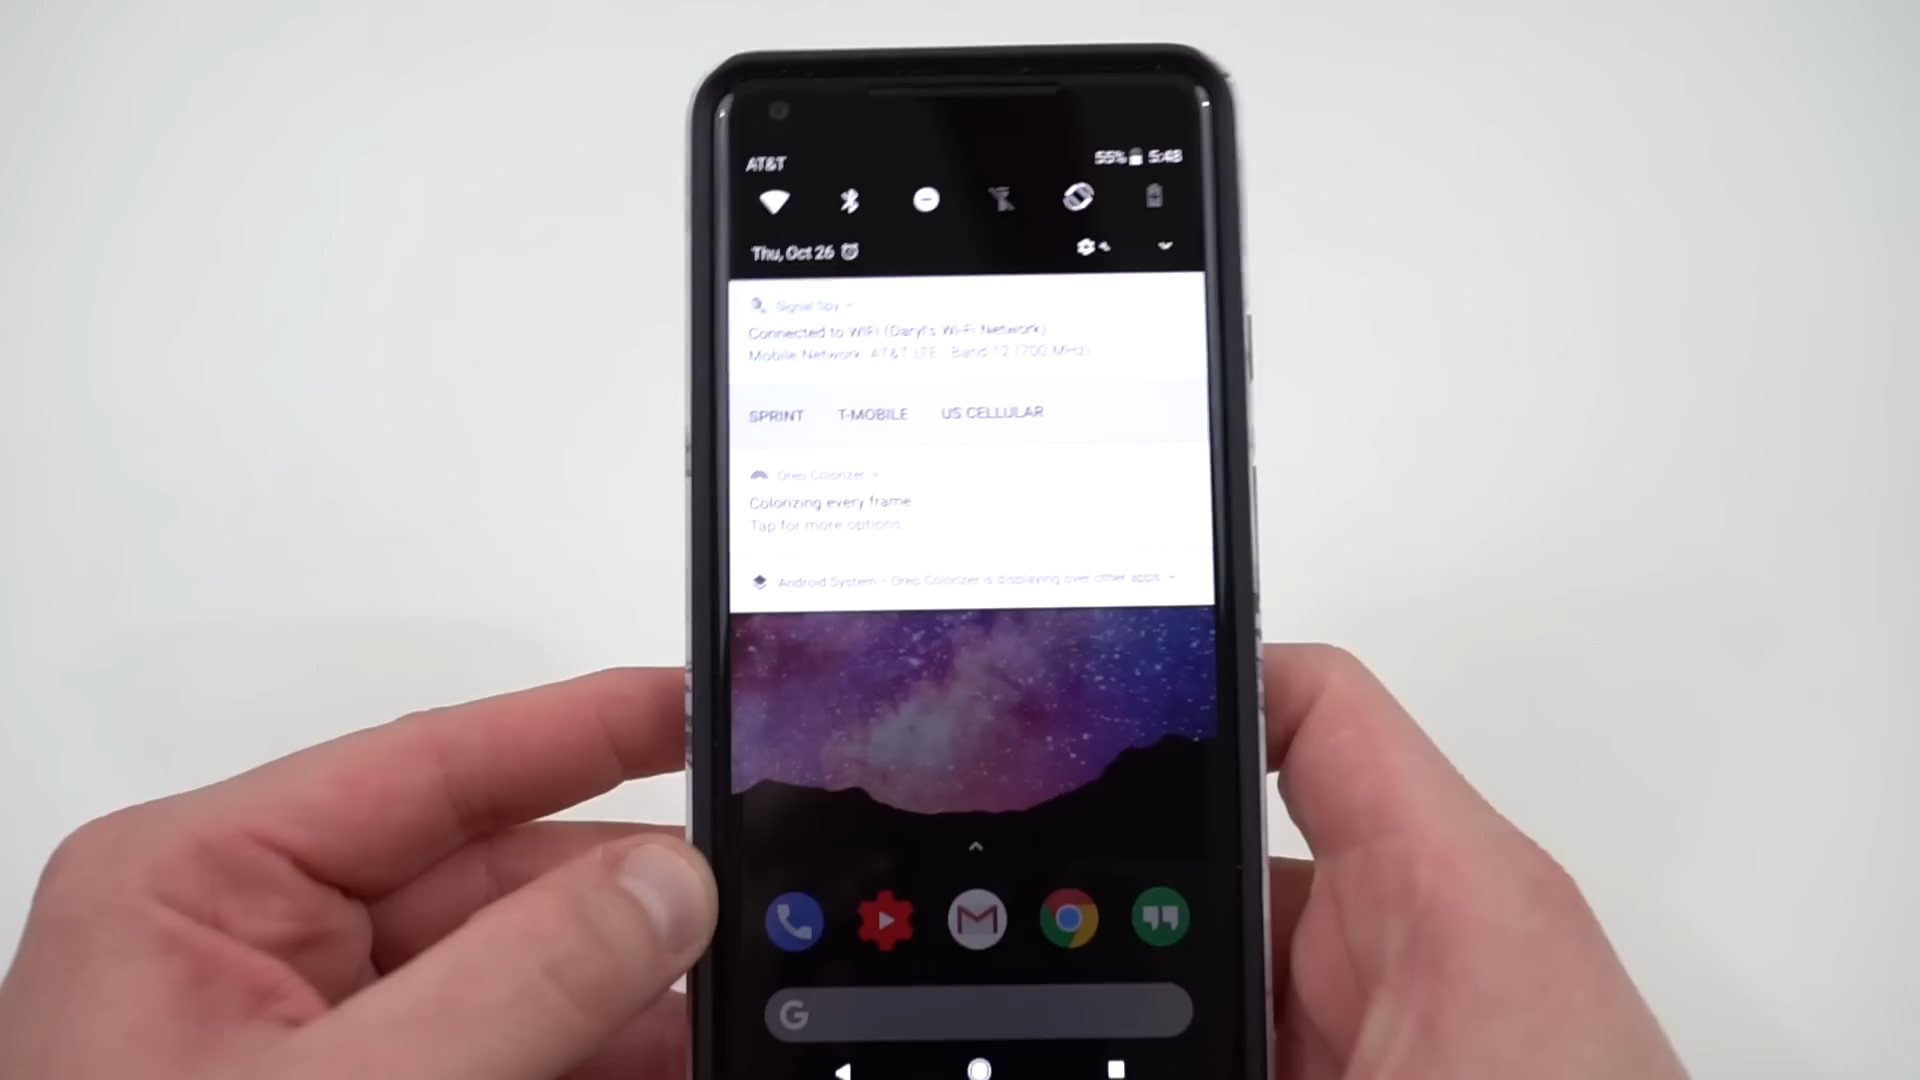 AT&T
55% 5:48
Thu, Oct 26
Signal Spy
Connected to WiFi (Daryl's Wi-Fi Network)
Mobile Network: AT&T LTE - Band 12 (700 MHz)
SPRINT T-MOBILE US CELLULAR
Oreo Colorizer
Colorizing every frame
Tap for more options
Android System • Oreo Colorizer is displaying over other apps
G